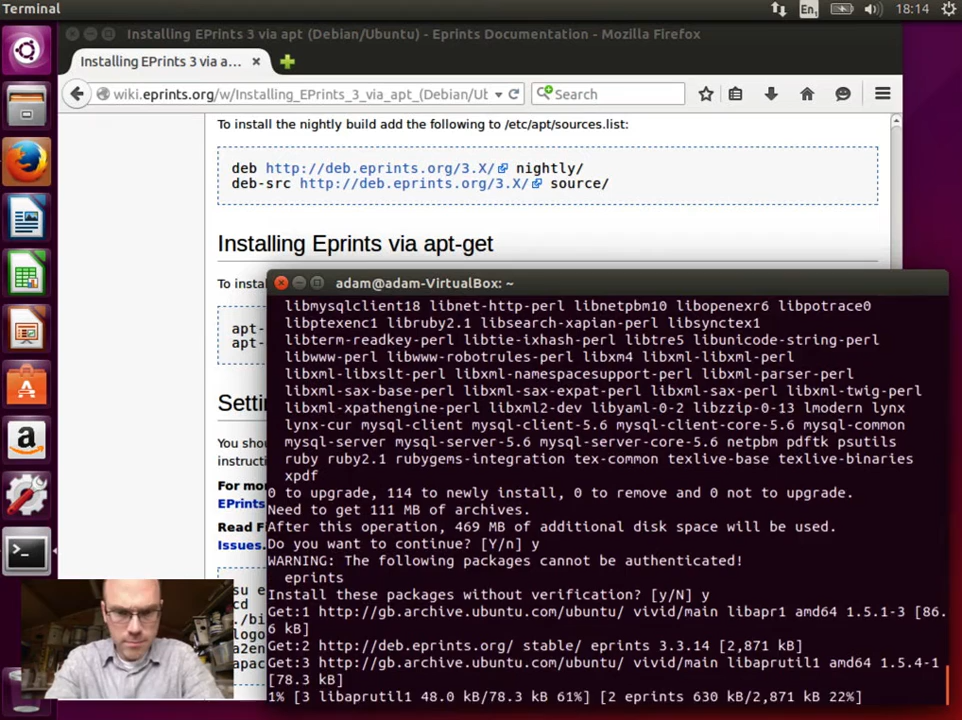 Terminal
En1
18:14
Installing EPrints 3 via apt (Debian/Ubuntu) - Eprints Documentation - Mozilla Firefox
Installing EPrints 3 via a...
wiki.eprints.org/w/Installing_EPrints_3_via_apt_(Debian/Ub
Search
To install the nightly build add the following to /etc/apt/sources.list:
deb http://deb.eprints.org/3.X/ nightly/
deb-src http://deb.eprints.org/3.X/ source/
Installing Eprints via apt-get
To insta
apt-
apt-
Setti
You shou
instructi
For mor
EPrints
Read F
Issues.
su e
cd
./bi
logo
a2en
apac
adam@adam-VirtualBox: ~
libmysqlclient18 libnet-http-perl libnetpbm10 libopenexr6 libpotrace0
libptexenc1 libruby2.1 libsearch-xapian-perl libsynctex1
libterm-readkey-perl libtie-ixhash-perl libtre5 libunicode-string-perl
libwww-perl libwww-robotrules-perl libxm4 libxml-libxml-perl
libxml-libxslt-perl libxml-namespacesupport-perl libxml-parser-perl
libxml-sax-base-perl libxml-sax-expat-perl libxml-sax-perl libxml-twig-perl
libxml-xpathengine-perl libxml2-dev libyaml-0-2 libzzip-0-13 lmodern lynx
lynx-cur mysql-client mysql-client-5.6 mysql-client-core-5.6 mysql-common
mysql-server mysql-server-5.6 mysql-server-core-5.6 netpbm pdftk psutils
ruby ruby2.1 rubygems-integration tex-common texlive-base texlive-binaries
xpdf
0 to upgrade, 114 to newly install, 0 to remove and 0 not to upgrade.
Need to get 111 MB of archives.
After this operation, 469 MB of additional disk space will be used.
Do you want to continue? [Y/n] y
WARNING: The following packages cannot be authenticated!
eprints
Install these packages without verification? [y/N] y
Get:1 http://gb.archive.ubuntu.com/ubuntu/ vivid/main libapr1 amd64 1.5.1-3 [86.
6 kB]
Get:2 http://deb.eprints.org/ stable/ eprints 3.3.14 [2,871 kB]
Get:3 http://gb.archive.ubuntu.com/ubuntu/ vivid/main libaprutil1 amd64 1.5.4-1
[78.3 kB]
1% [3 libaprutil1 48.0 kB/78.3 kB 61%] [2 eprints 630 kB/2,871 kB 22%]